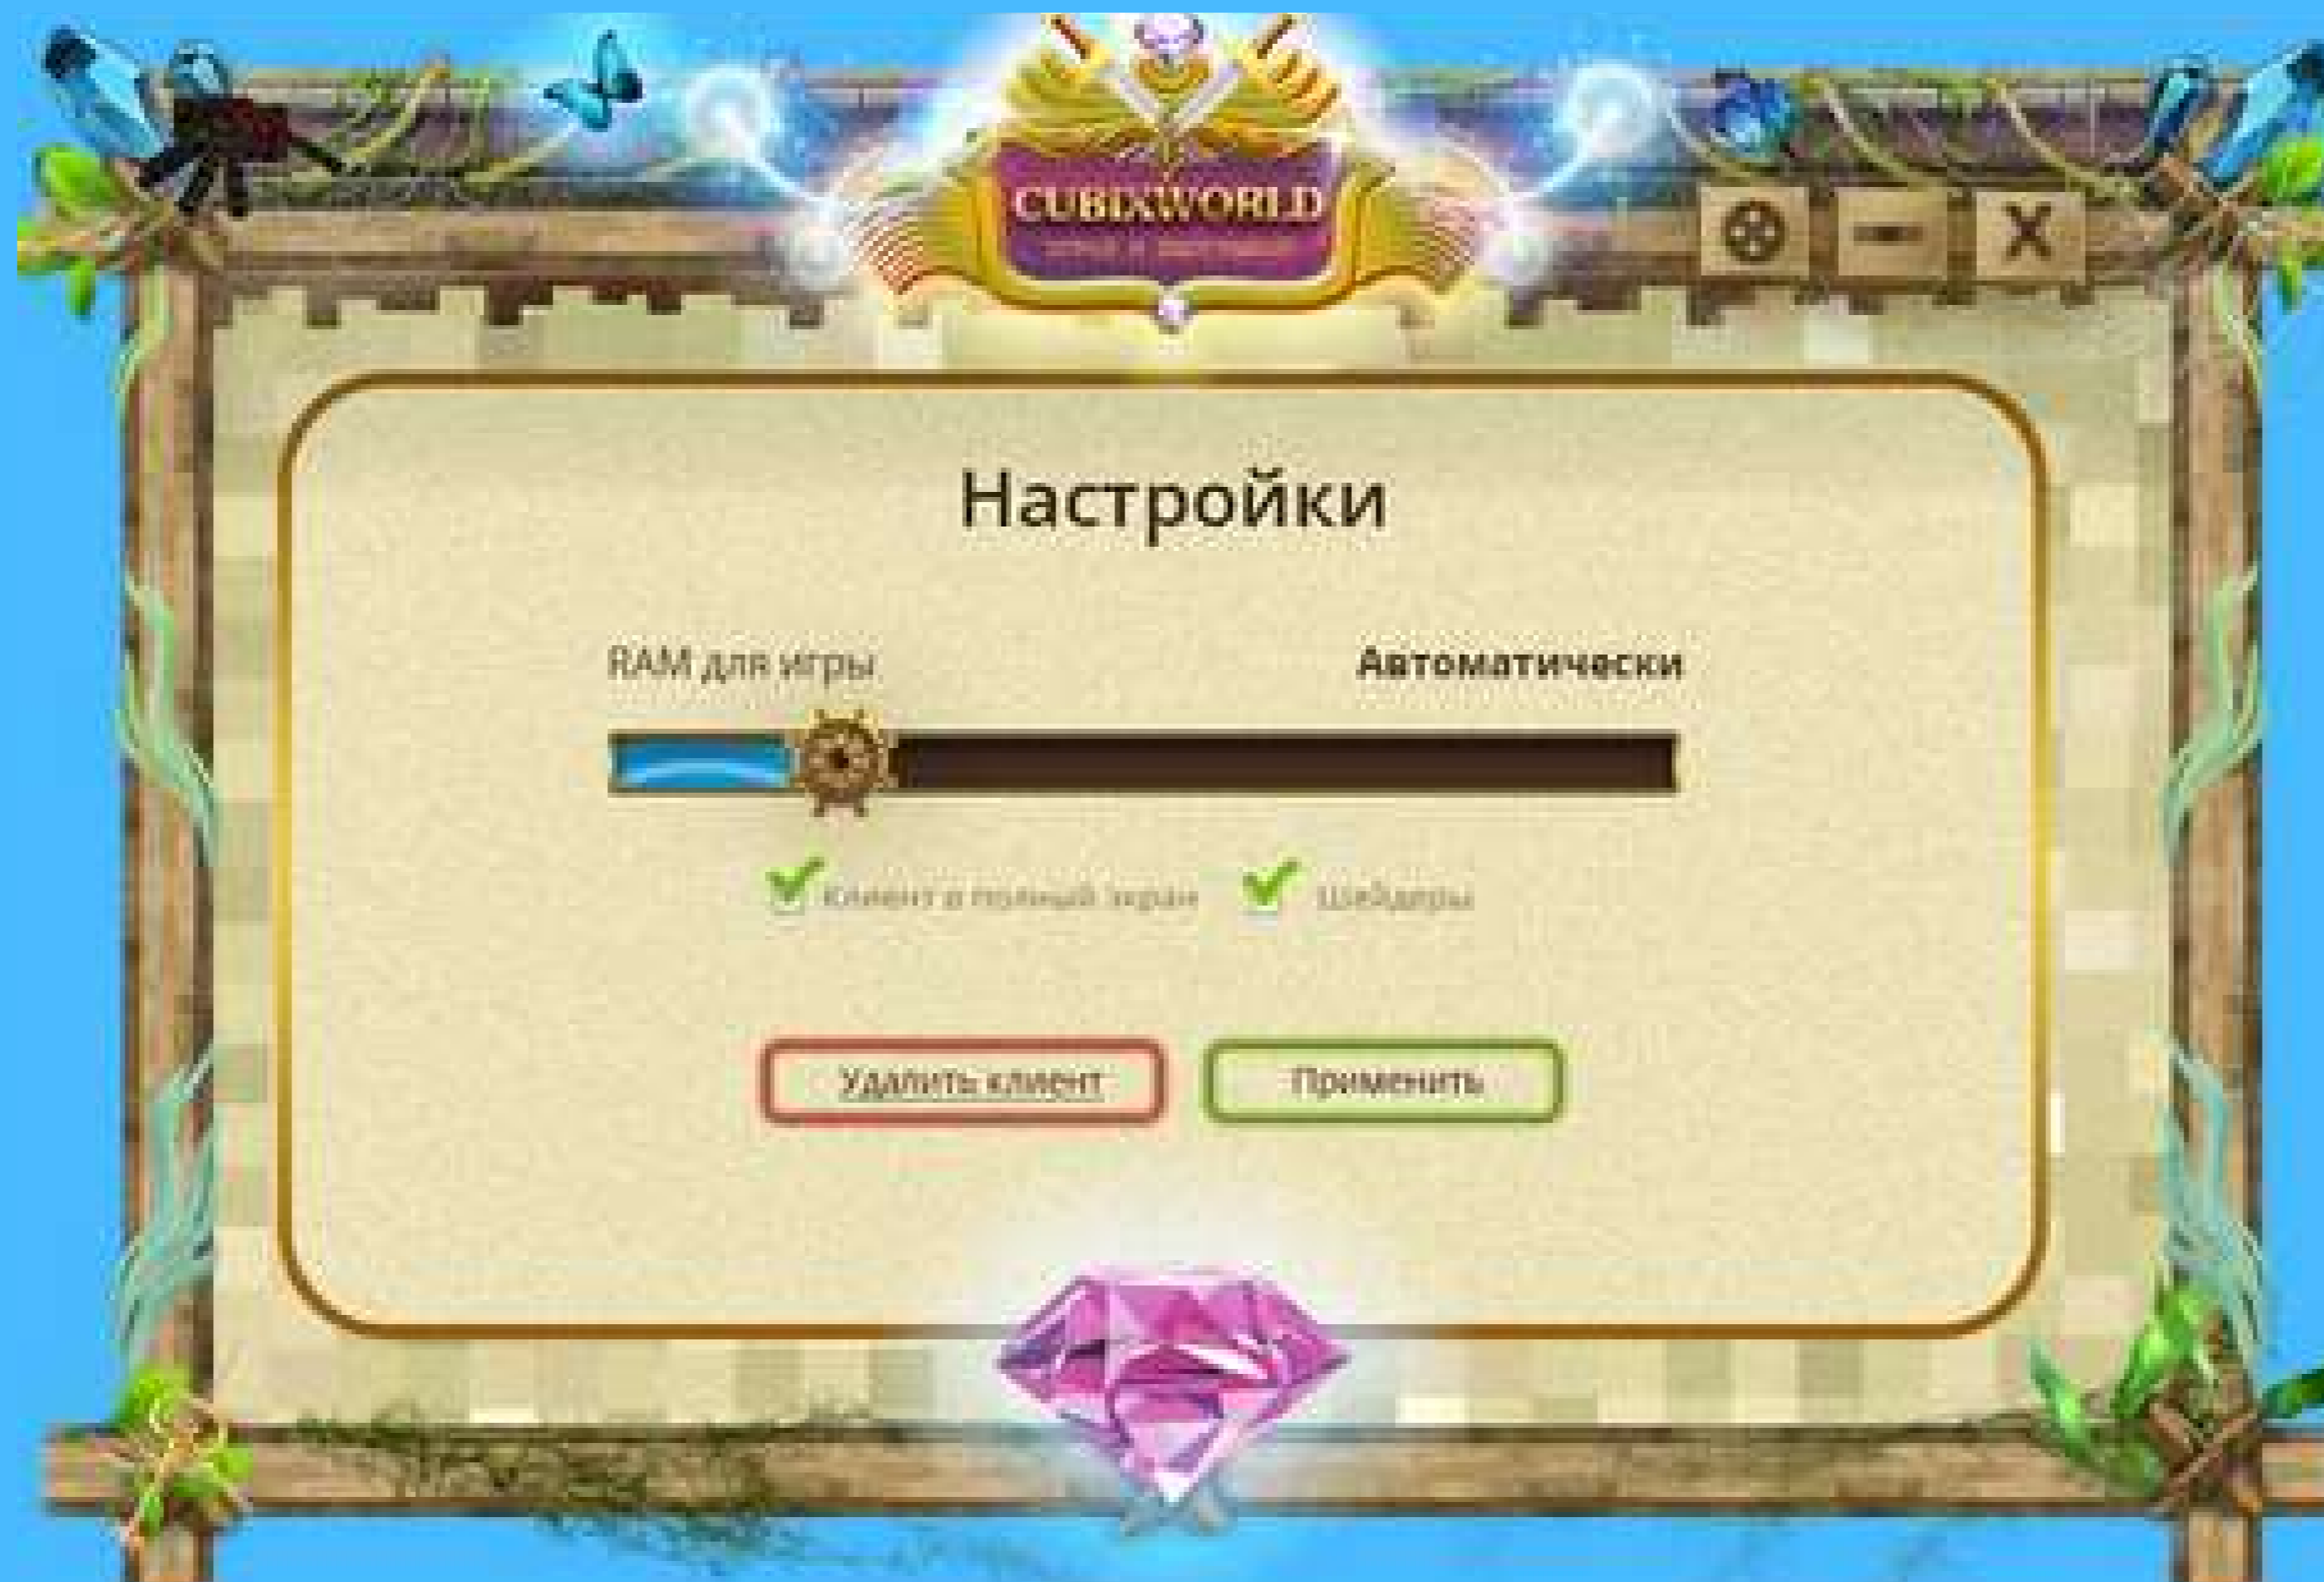 CUBIXWORLD
Настройки
RAM для игры Автоматически
Клиент в полный экран Шейдеры
Удалить клиент Применить